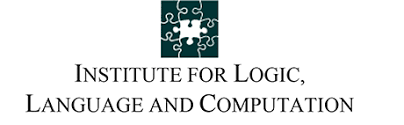 INSTITUTE FOR LOGIC,
LANGUAGE AND COMPUTATION